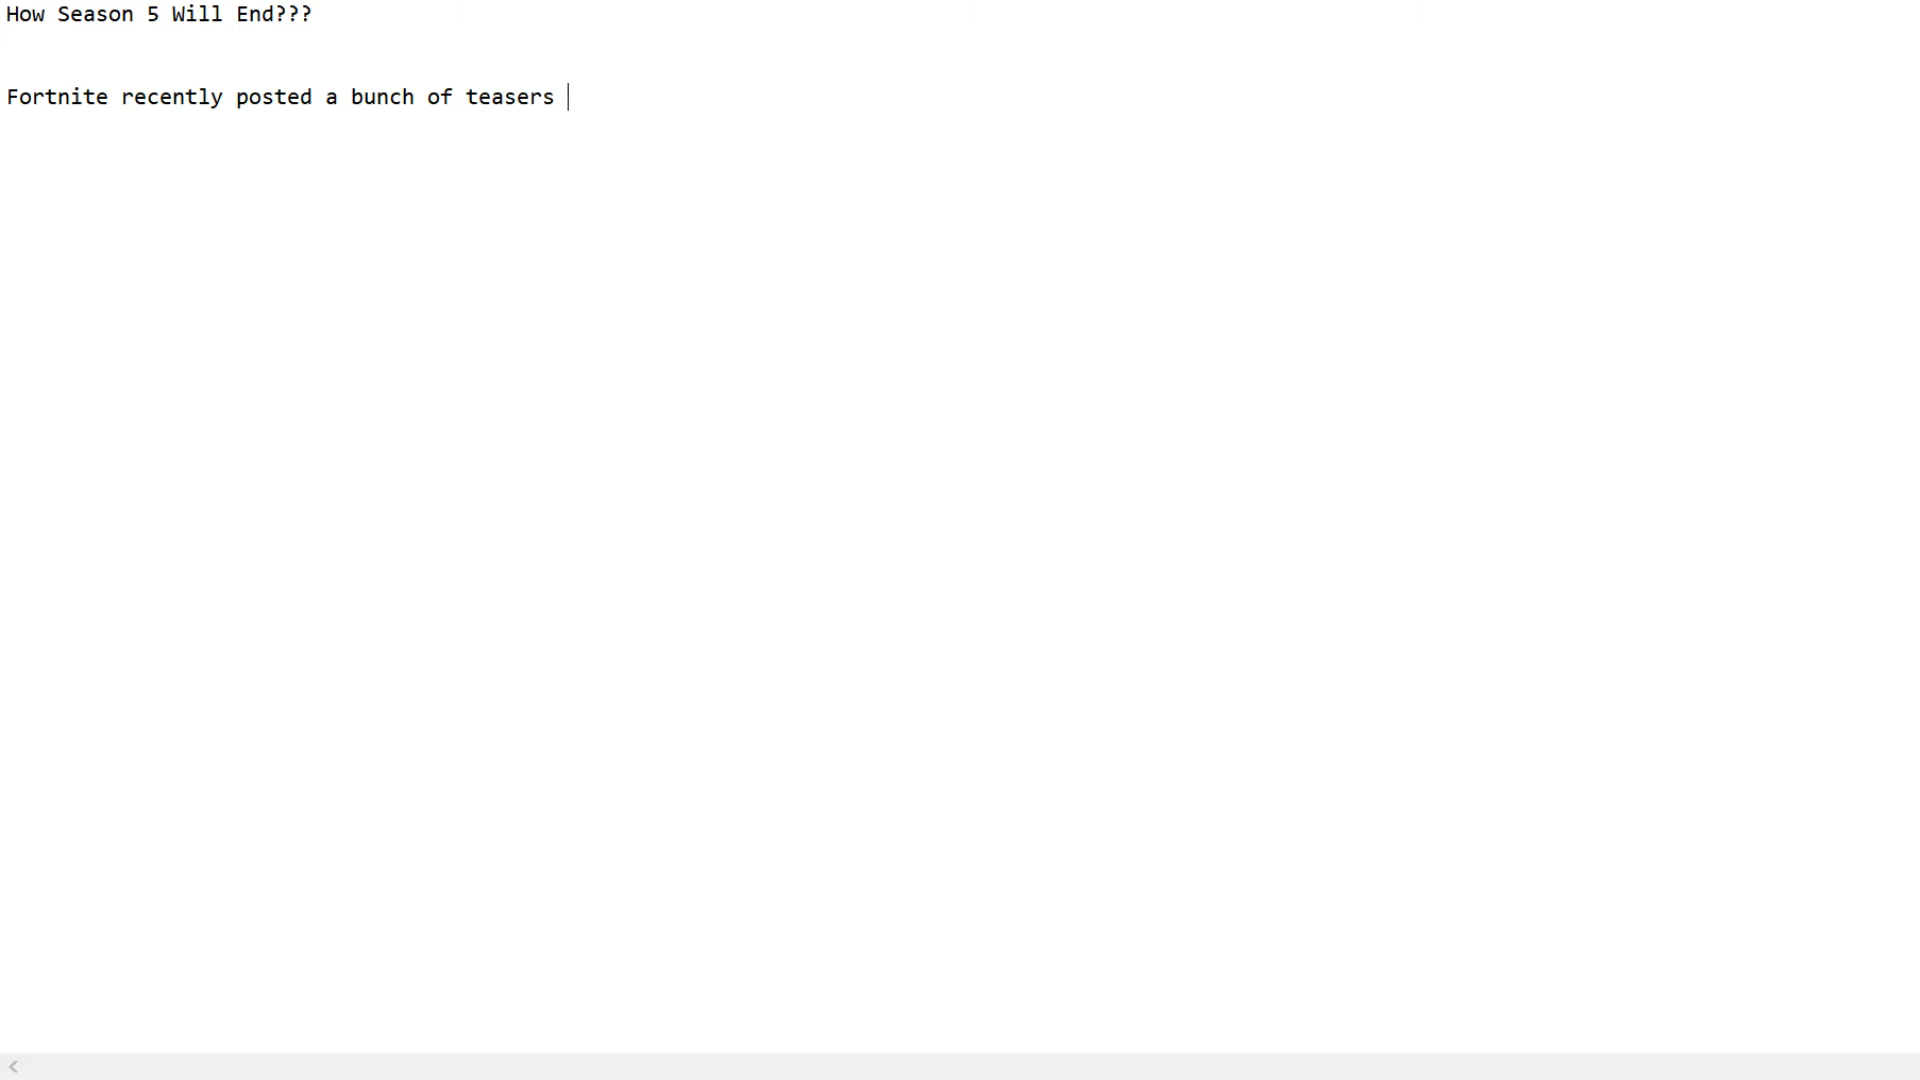 How Season 5 Will End???
Fortnite recently posted a bunch of teasers